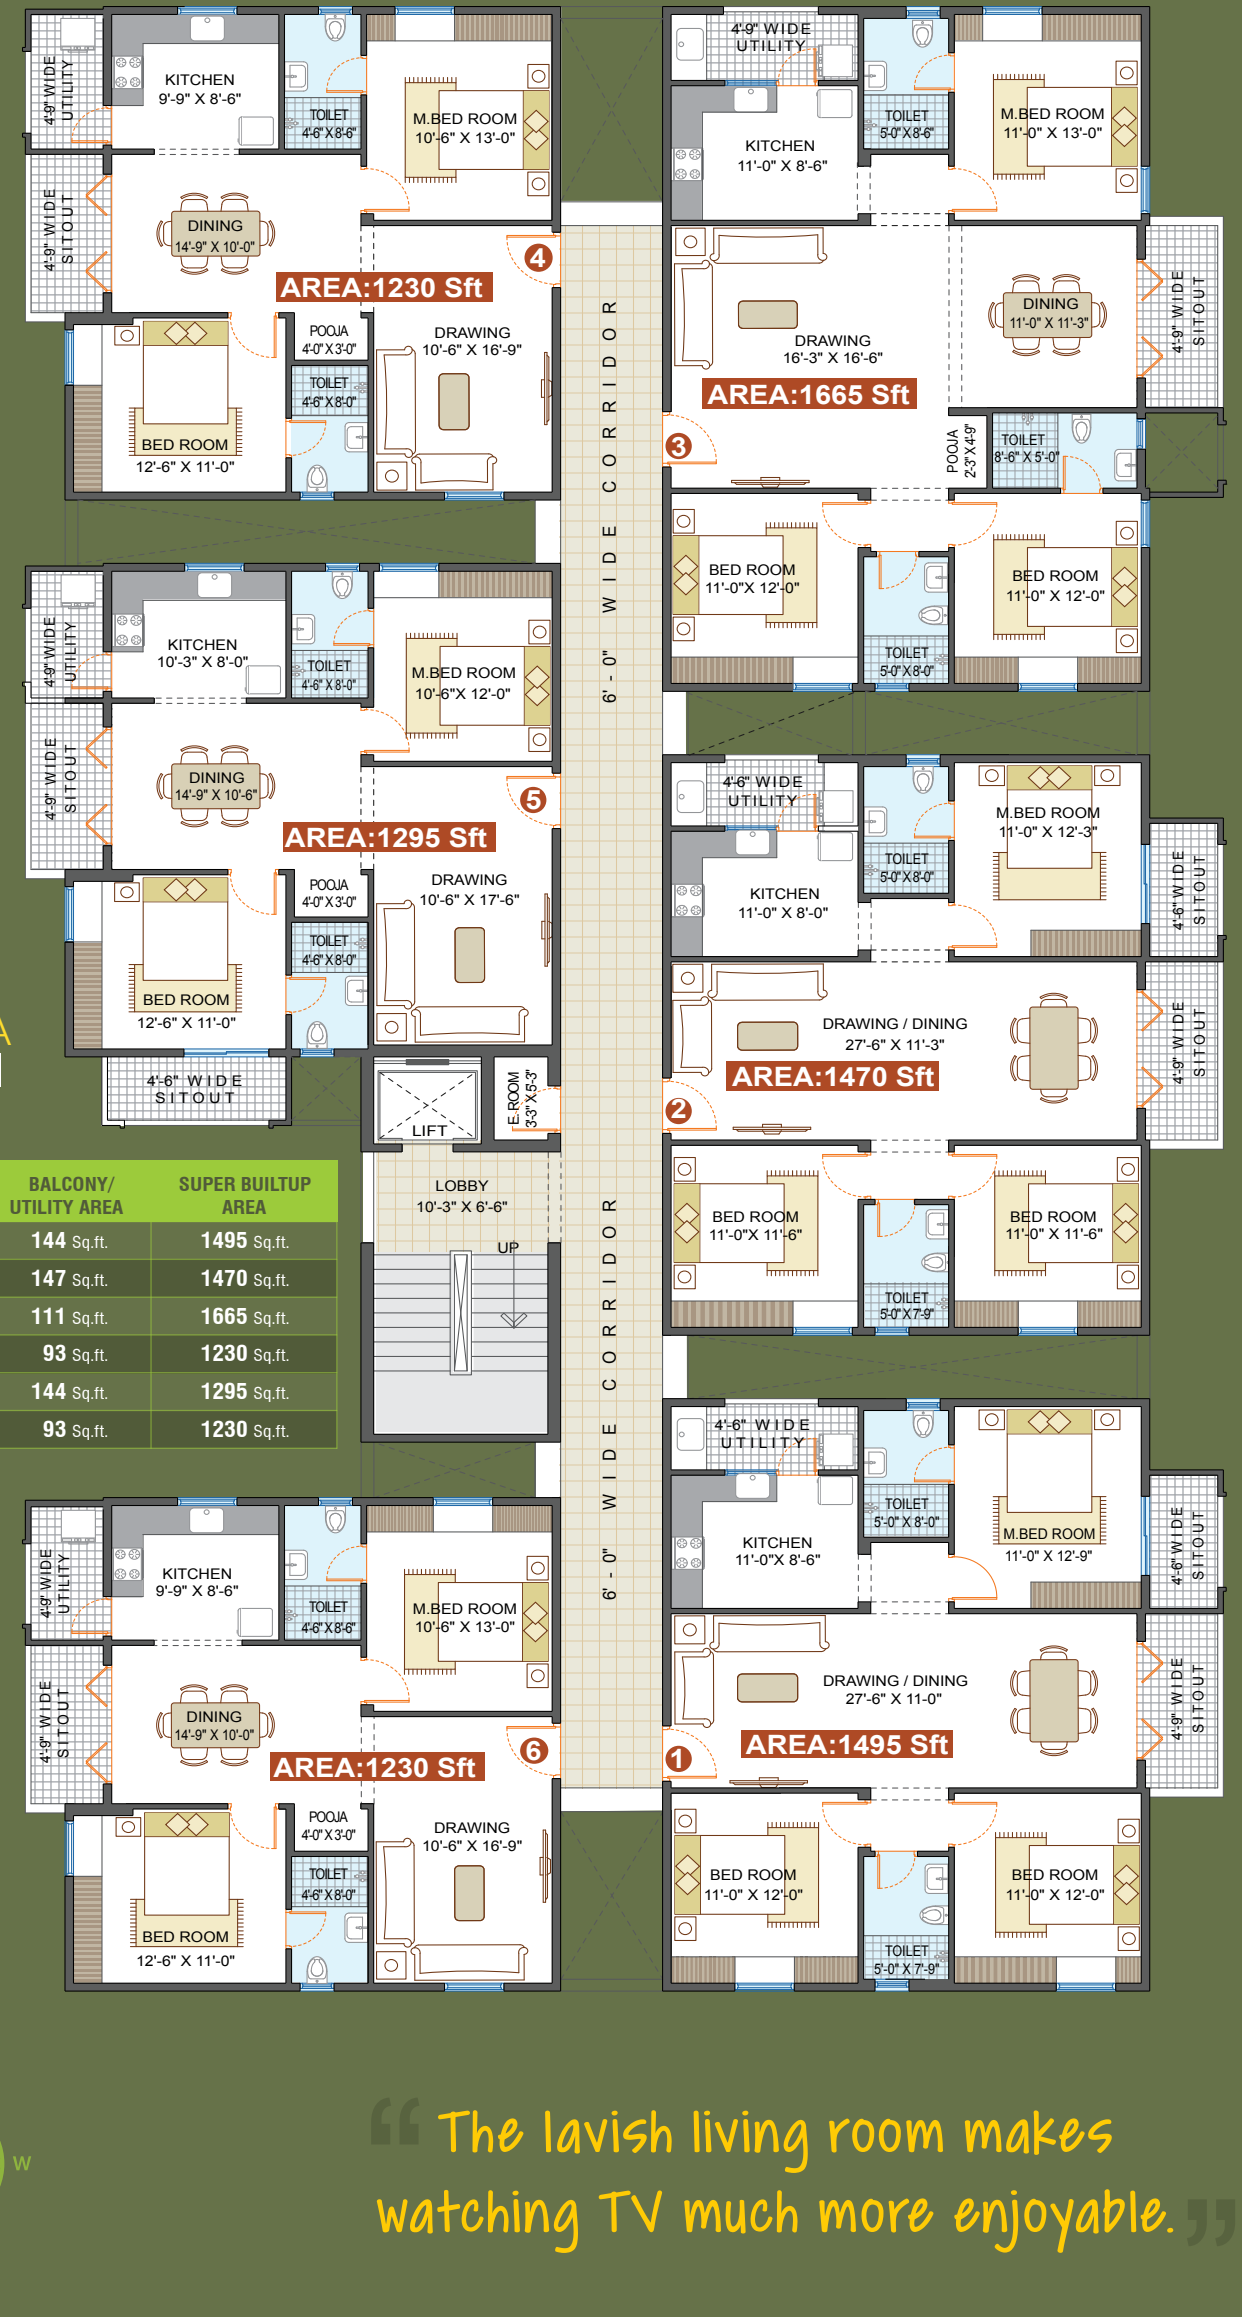 4'-9" WIDE
UTILITY
KITCHEN
9'-9" X 8'-6"
TOILET
4'-6" X 8'-6"
M.BED ROOM
10'-6" X 13'-0"
4'-9" WIDE
SITOUT
DINING
14'-9" X 10'-0"
4
AREA:1230 Sft
POOJA
4'-0" X 3'-0"
DRAWING
10'-6" X 16'-9"
TOILET
4'-6" X 8'-0"
BED ROOM
12'-6" X 11'-0"
4'-9" WIDE
UTILITY
KITCHEN
11'-0" X 8'-6"
TOILET
5'-0" X 8'-6"
M.BED ROOM
11'-0" X 13'-0"
DRAWING
16'-3" X 16'-6"
DINING
11'-0" X 11'-3"
4'-9" WIDE
SITOUT
AREA:1665 Sft
3
POOJA
2'-3" X 4'-9"
TOILET
8'-6" X 5'-0"
BED ROOM
11'-0"X 12'-0"
TOILET
5'-0" X 8'-0"
BED ROOM
11'-0" X 12'-0"
6'-0" WIDE CORRIDOR
4'-9" WIDE
UTILITY
KITCHEN
10'-3" X 8'-0"
TOILET
4'-6" X 8'-0"
M.BED ROOM
10'-6"X 12'-0"
4'-9" WIDE
SITOUT
DINING
14'-9" X 10'-6"
5
AREA:1295 Sft
POOJA
4'-0" X 3'-0"
DRAWING
10'-6" X 17'-6"
TOILET
4'-6" X 8'-0"
BED ROOM
12'-6" X 11'-0"
4'-6" WIDE
SITOUT
4'-6" WIDE
UTILITY
KITCHEN
11'-0" X 8'-0"
TOILET
5'-0" X 8'-0"
M.BED ROOM
11'-0" X 12'-3"
4'-6" WIDE
SITOUT
DRAWING / DINING
27'-6" X 11'-3"
4'-9" WIDE
SITOUT
AREA:1470 Sft
2
BED ROOM
11'-0"X 11'-6"
TOILET
5'-0" X 7'-9"
BED ROOM
11'-0" X 11'-6"
A
LIFT
E. ROOM
3'-3" X 5'-3"
LOBBY
10'-3" X 6'-6"
UP
6'-0" WIDE CORRIDOR
BALCONY/ SUPER BUILTUP
UTILITY AREA AREA
144 Sq.ft. 1495 Sq.ft.
147 Sq.ft. 1470 Sq.ft.
111 Sq.ft. 1665 Sq.ft.
93 Sq.ft. 1230 Sq.ft.
144 Sq.ft. 1295 Sq.ft.
93 Sq.ft. 1230 Sq.ft.
4'-9" WIDE
UTILITY
KITCHEN
9'-9" X 8'-6"
TOILET
4'-6" X 8'-6"
M.BED ROOM
10'-6" X 13'-0"
4'-9" WIDE
SITOUT
DINING
14'-9" X 10'-0"
6
AREA:1230 Sft
POOJA
4'-0" X 3'-0"
DRAWING
10'-6" X 16'-9"
TOILET
4'-6" X 8'-0"
BED ROOM
12'-6" X 11'-0"
4'-6" WIDE
UTILITY
KITCHEN
11'-0"X 8'-6"
TOILET
5'-0" X 8'-0"
M.BED ROOM
11'-0" X 12'-9"
4'-6" WIDE
SITOUT
DRAWING / DINING
27'-6" X 11-0"
4'-9" WIDE
SITOUT
AREA:1495 Sft
1
BED ROOM
11'-0" X 12'-0"
TOILET
5'-0" X 7'-9"
BED ROOM
11'-0" X 12'-0"
W
“The lavish living room makes
watching TV much more enjoyable.”